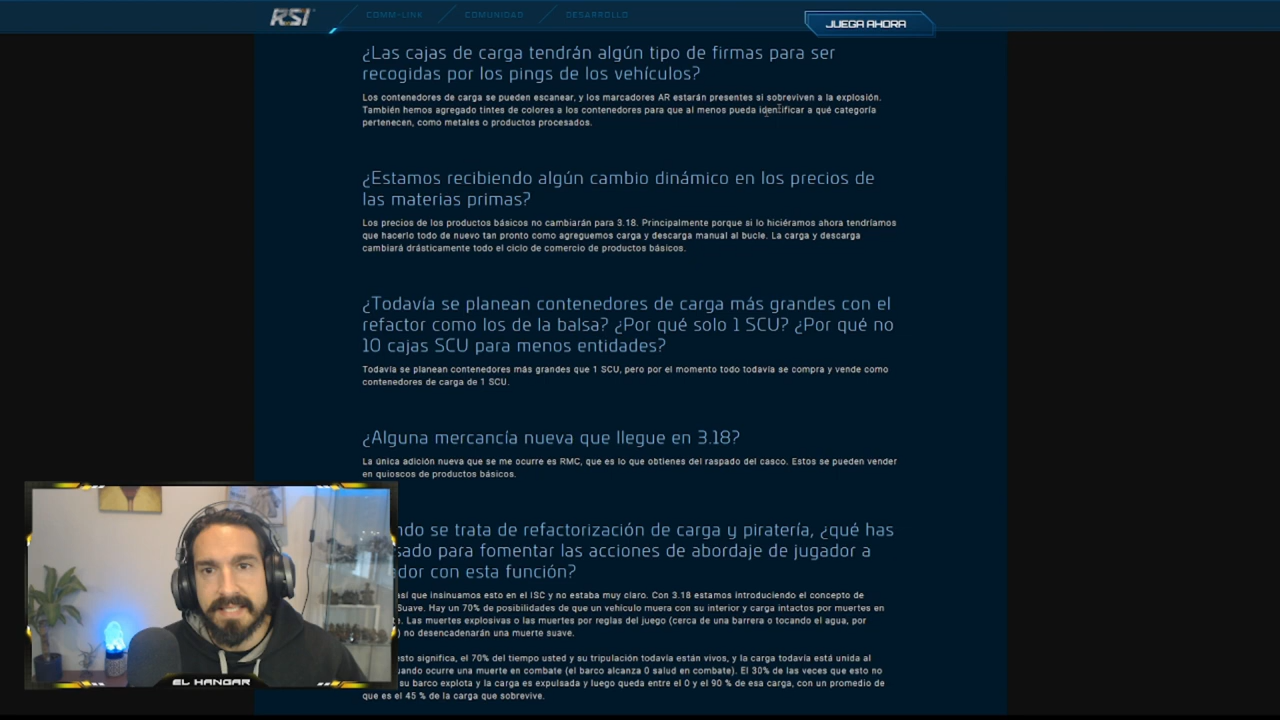 RSI COMM-LINK COMUNIDAD DESARROLLO JUEGA AHORA
¿Las cajas de carga tendrán algún tipo de firmas para ser
recogidas por los pings de los vehículos?
Los contenedores de carga se pueden escanear, y los marcadores AR estarán presentes si sobreviven a la explosión.
También hemos agregado tintes de colores a los contenedores para que al menos pueda identificar a qué categoría
pertenecen, como metales o productos procesados.
¿Estamos recibiendo algún cambio dinámico en los precios de
las materias primas?
Los precios de los productos básicos no cambiarán para 3.18. Principalmente porque si lo hiciéramos ahora tendríamos
que hacerlo todo de nuevo tan pronto como agreguemos carga y descarga manual al bucle. La carga y descarga
cambiará drásticamente todo el ciclo de comercio de productos básicos.
¿Todavía se planean contenedores de carga más grandes con el
refactor como los de la balsa? ¿Por qué solo 1 SCU? ¿Por qué no
10 cajas SCU para menos entidades?
Todavía se planean contenedores más grandes que 1 SCU, pero por el momento todo todavía se compra y vende como
contenedores de carga de 1 SCU.
¿Alguna mercancía nueva que llegue en 3.18?
La única adición nueva que se me ocurre es RMC, que es lo que obtienes del raspado del casco. Estos se pueden vender
en quioscos de productos básicos.
se trata de refactorización de carga y piratería, ¿qué has
para fomentar las acciones de abordaje de jugador a
con esta función?
así que insinuamos esto en el ISC y no estaba muy claro. Con 3.18 estamos introduciendo el concepto de
Suave. Hay un 70% de posibilidades de que un vehículo muera con su interior y carga intactos por muertes en
Las muertes explosivas o las muertes por reglas del juego (cerca de una barrera o tocando el agua, por
no desencadenarán una muerte suave.
esto significa, el 70% del tiempo usted y su tripulación todavía están vivos, y la carga todavía está unida al
cuando ocurre una muerte en combate (el barco alcanza 0 salud en combate). El 30% de las veces que esto no
su barco explota y la carga es expulsada y luego queda entre el 0 y el 90 % de esa carga, con un promedio de
que es el 45 % de la carga que sobrevive.
EL HANGAR